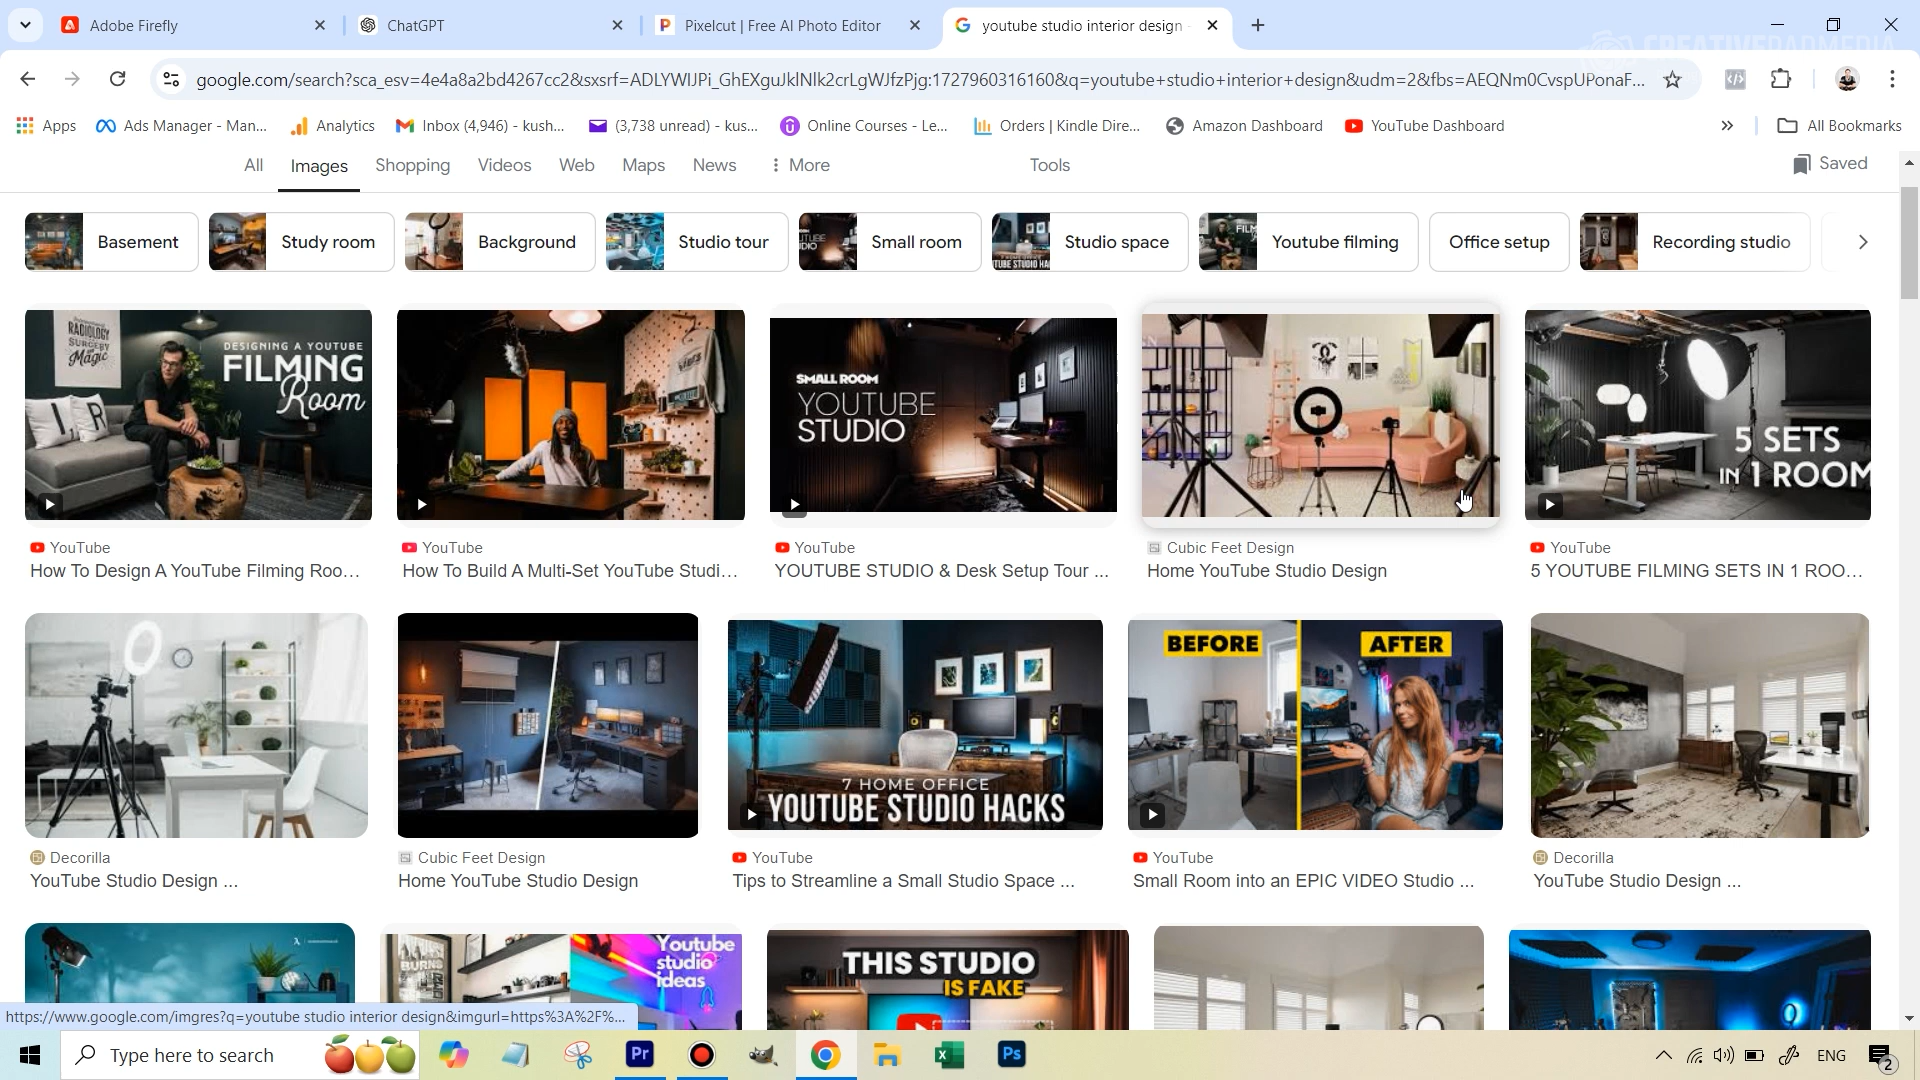 Adobe Firefly
ChatGPT
Pixelcut | Free AI Photo Editor
youtube studio interior design -
CREATIVEPADMEDIA
google.com/search?sca_esv=4e4a8a2bd4267cc2&sxsrf=ADLYWIJPi_GhEXguJklNlk2crLgWJfzPjg:1727960316160&q=youtube+studio+interior+design&udm=2&fbs=AEQNm0CvspUPonaF...
Apps
Ads Manager - Man...
Analytics
Inbox (4,946) - kush...
(3,738 unread) - kus...
Online Courses - Le...
Orders | Kindle Dire...
Amazon Dashboard
YouTube Dashboard
All Bookmarks
All
Images
Shopping
Videos
Web
Maps
News
More
Tools
Saved
Basement
Study room
Background
Studio tour
Small room
Studio space
Youtube filming
Office setup
Recording studio
RADIOLOGY
SURGERY
Magic
I,R
DESIGNING A YOUTUBE
FILMING
Room
SMALL ROOM
YOUTUBE
STUDIO
5 SETS
IN 1 ROOM
YouTube
How To Design A YouTube Filming Roo...
YouTube
How To Build A Multi-Set YouTube Studi...
YouTube
YOUTUBE STUDIO & Desk Setup Tour ...
Cubic Feet Design
Home YouTube Studio Design
YouTube
5 YOUTUBE FILMING SETS IN 1 ROO...
7 HOME OFFICE
YOUTUBE STUDIO HACKS
BEFORE
AFTER
Decorilla
YouTube Studio Design ...
Cubic Feet Design
Home YouTube Studio Design
YouTube
Tips to Streamline a Small Studio Space ...
YouTube
Small Room into an EPIC VIDEO Studio ...
Decorilla
YouTube Studio Design ...
BURNS
Youtube
studio
ideas
THIS STUDIO
IS FAKE
https://www.google.com/imgres?q=youtube studio interior design&imgurl=https%3A%2F%...
Type here to search
Pr
Ps
ENG
2